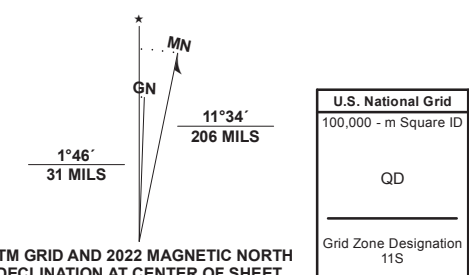 MN
GN
11°34´
206 MILS
1°46´
31 MILS
TM GRID AND 2022 MAGNETIC NORTH
DECLINATION AT CENTER OF SHEET
U.S. National Grid
100,000 - m Square ID
QD
Grid Zone Designation
11S